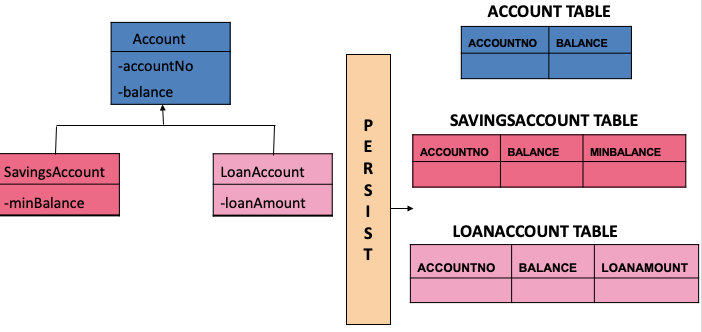 Account
-accountNo
-balance
SavingsAccount
-minBalance
LoanAccount
-loanAmount
P
E
R
S
I
S
T
ACCOUNT TABLE
ACCOUNTNO BALANCE
SAVINGSACCOUNT TABLE
ACCOUNTNO BALANCE MINBALANCE
LOANACCOUNT TABLE
ACCOUNTNO BALANCE LOANAMOUNT